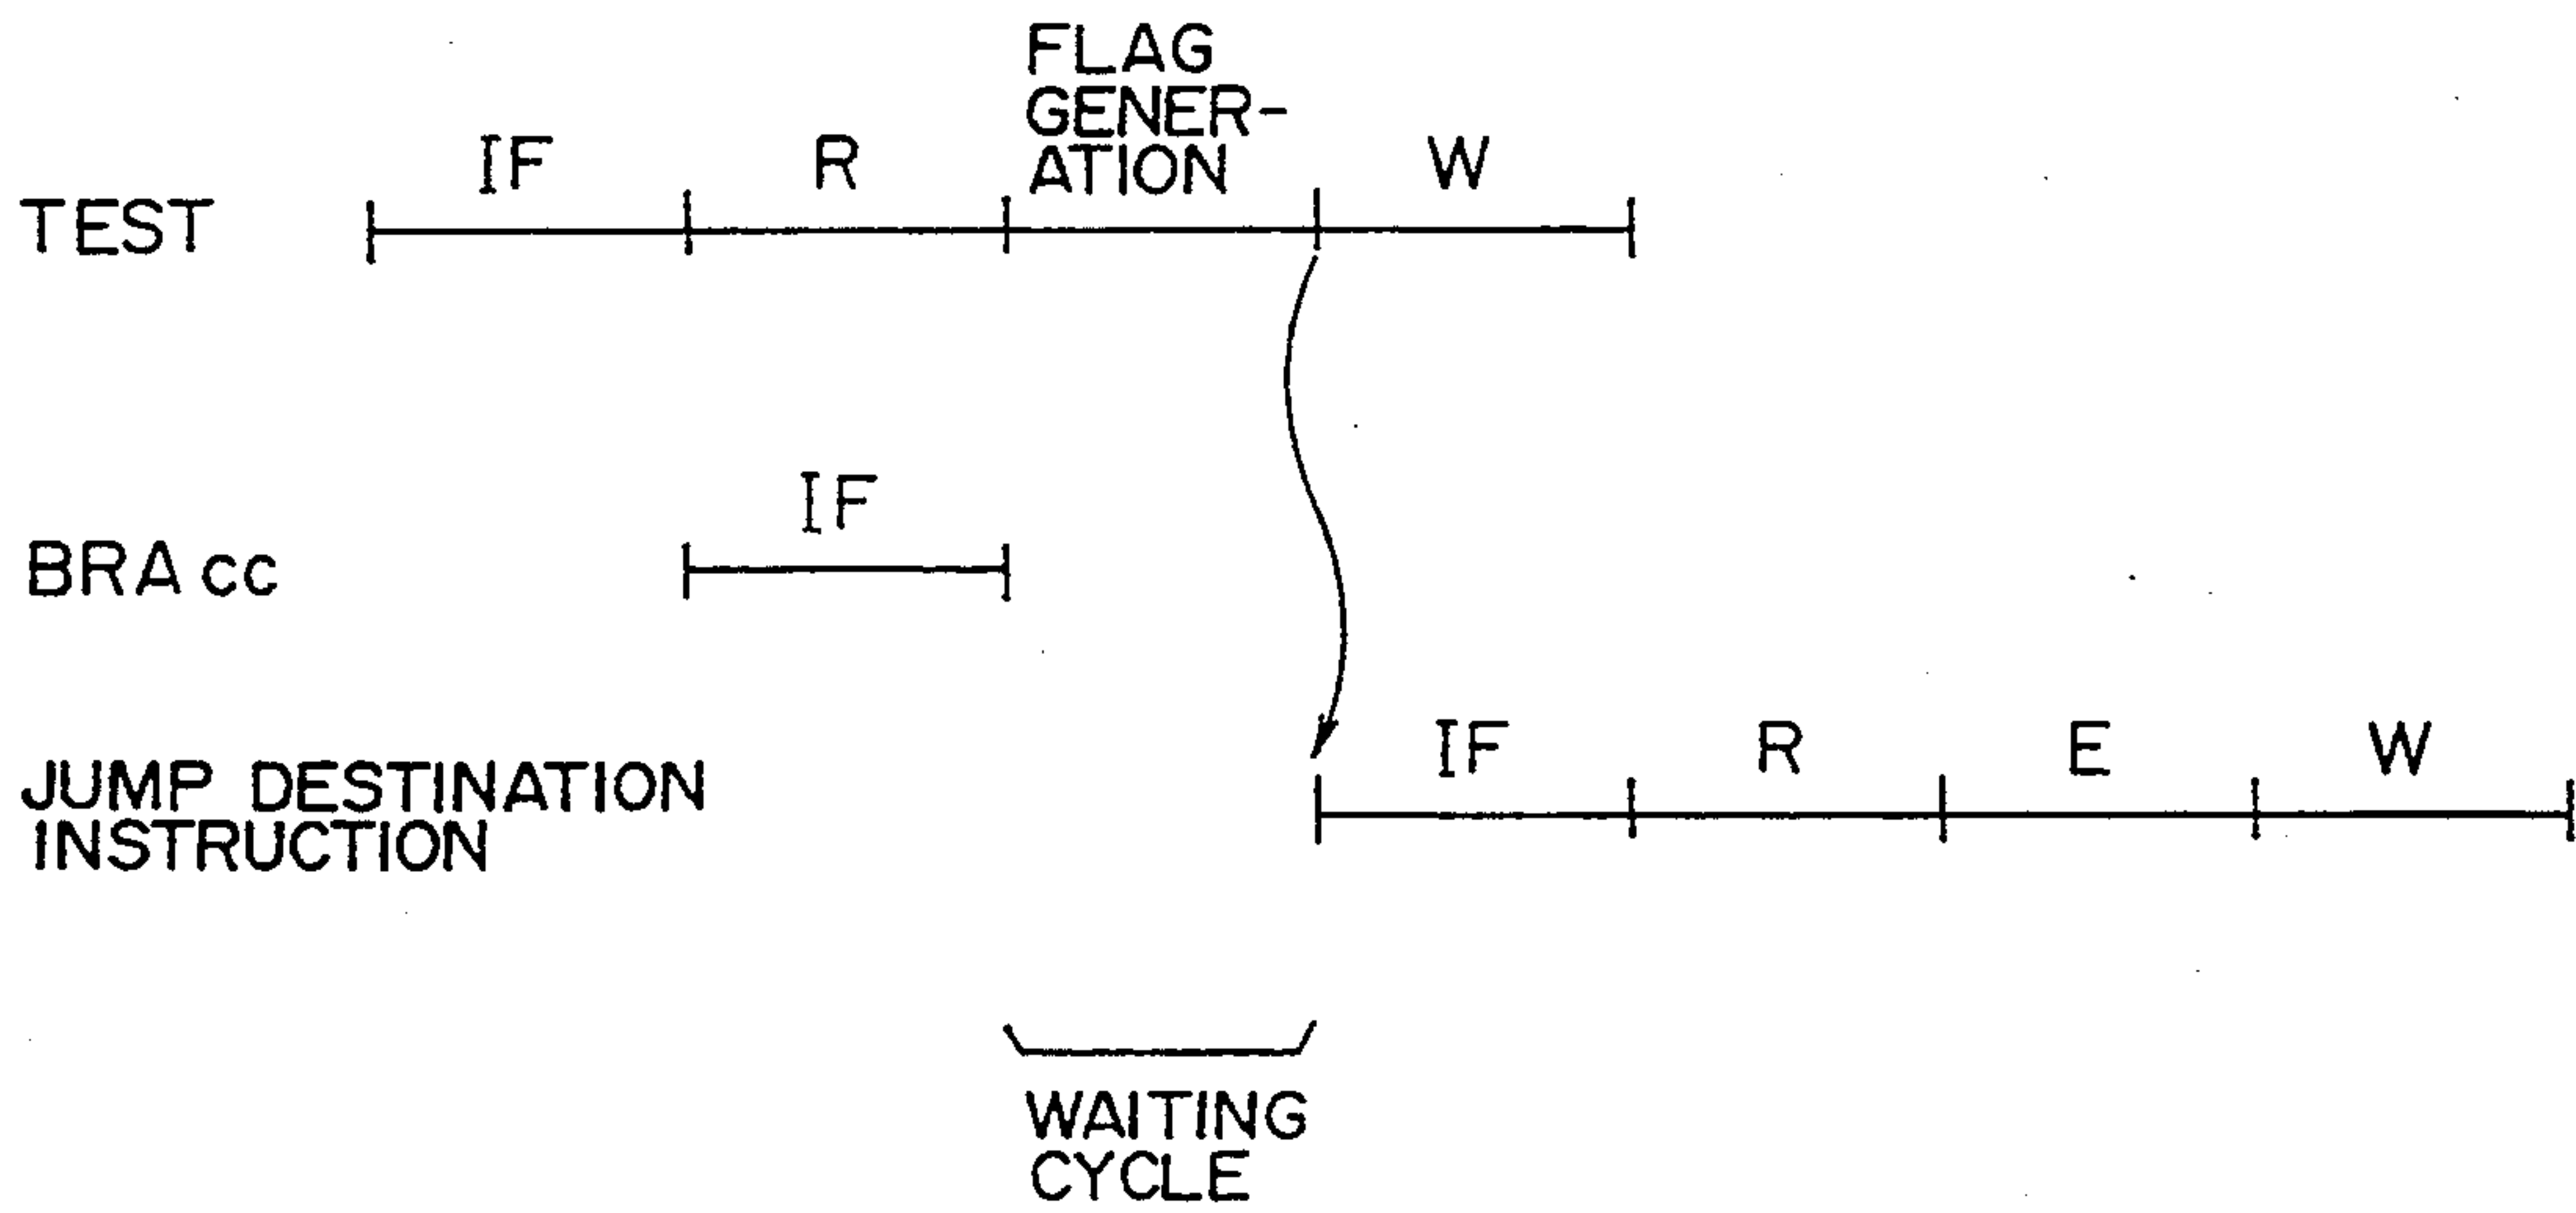 FLAG
GENER-
ATION
IF R W
TEST
IF
BRA cc
IF R E W
JUMP DESTINATION
INSTRUCTION
WAITING
CYCLE